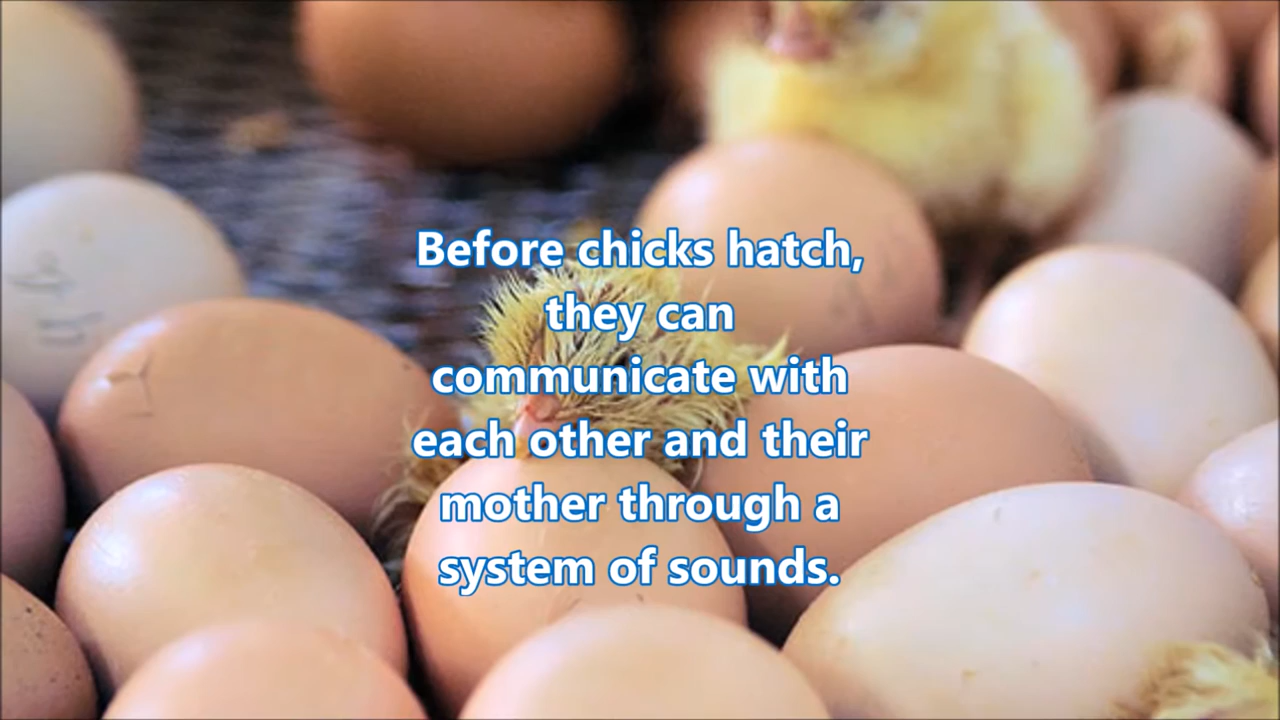 Before chicks hatch,
they can
communicate with
each other and their
mother through a
system of sounds.